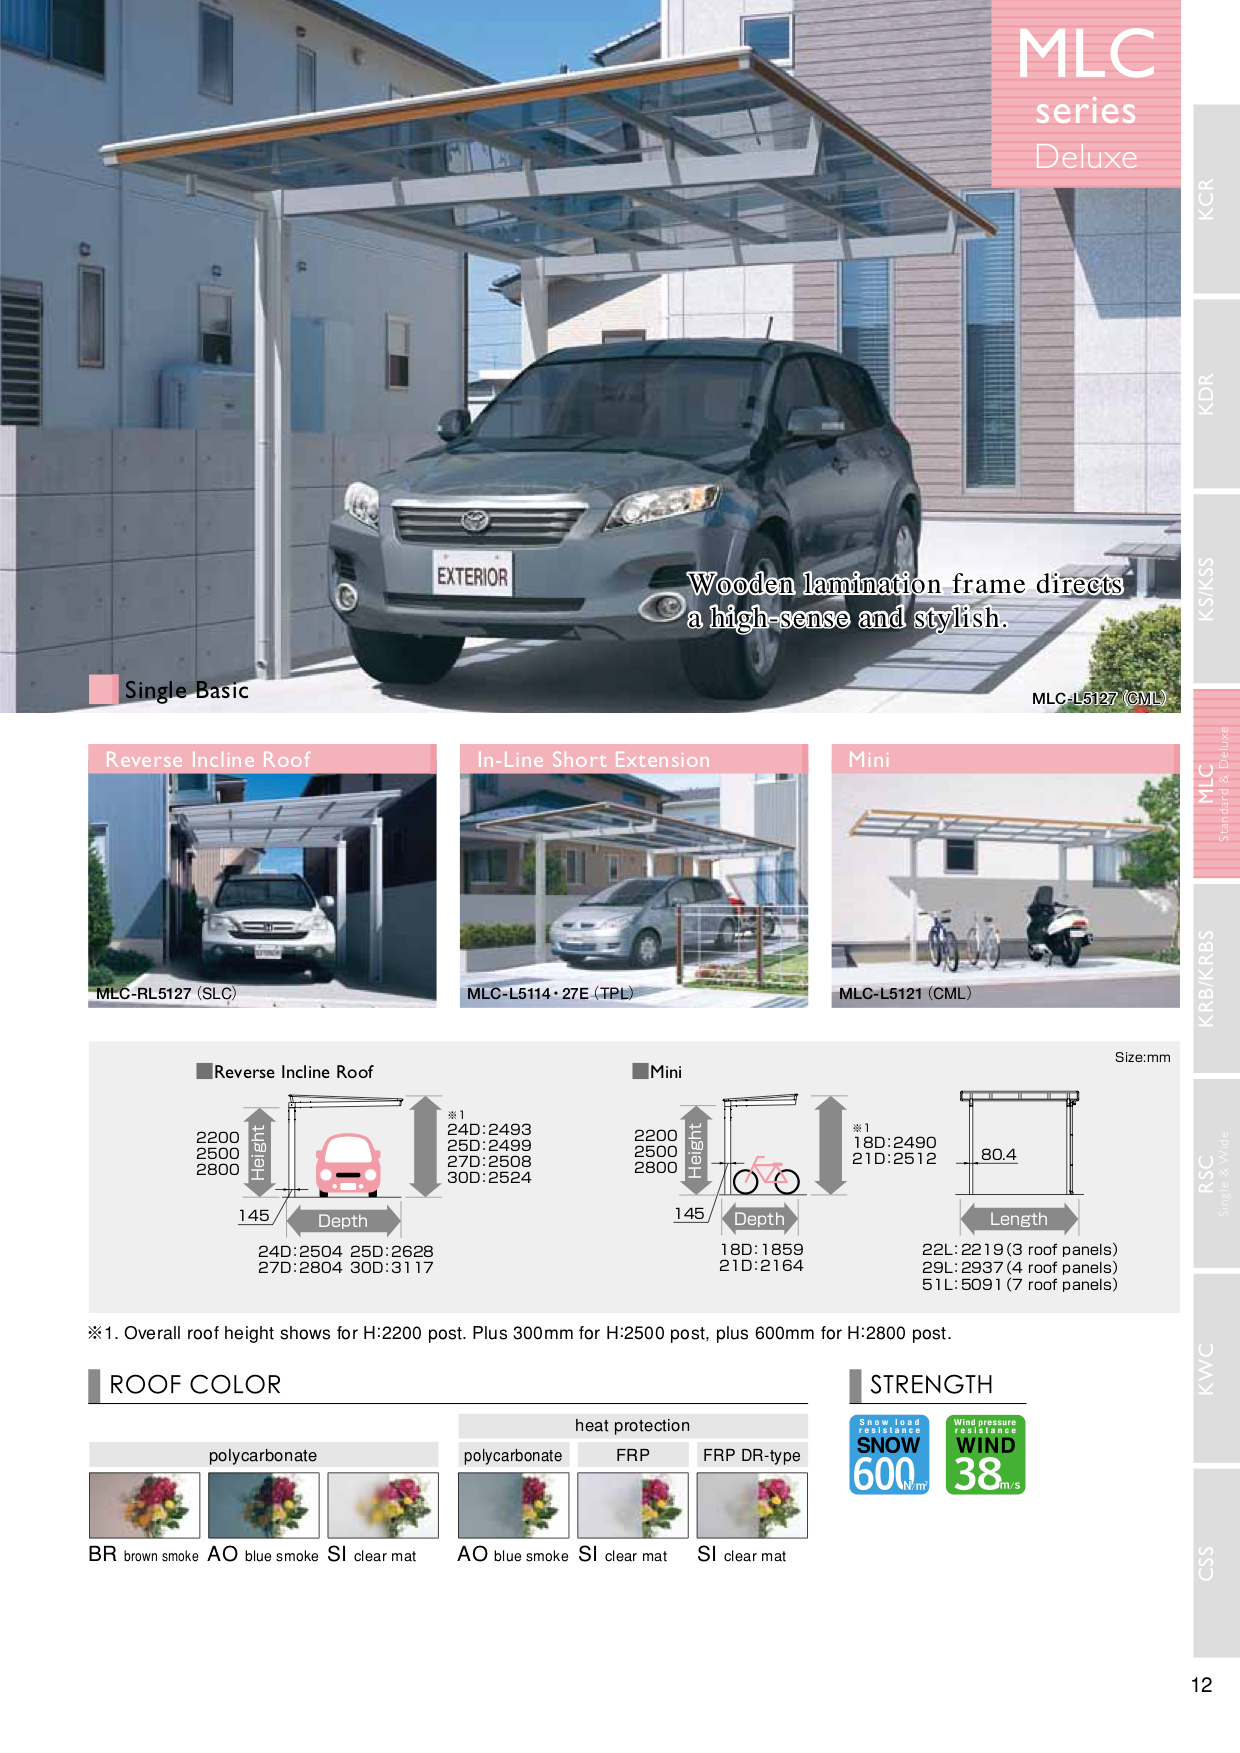 MLC
series
Deluxe
EXTERIOR
Wooden lamination frame directs
a high-sense and stylish.
Single Basic
MLC-L5127 (CML)
Reverse Incline Roof
In-Line Short Extension
Mini
MLC-RL5127 (SLC)
MLC-L5114・27E (TPL)
MLC-L5121 (CML)
Size:mm
■Reverse Incline Roof
2200
2500
2800
Height
※1
24D:2493
25D:2499
27D:2508
30D:2524
145
Depth
24D:2504 25D:2628
27D:2804 30D:3117
■Mini
2200
2500
2800
Height
※1
18D:2490
21D:2512
145
Depth
18D:1859
21D:2164
80.4
Length
22L:2219(3 roof panels)
29L:2937(4 roof panels)
51L:5091(7 roof panels)
※1. Overall roof height shows for H:2200 post. Plus 300mm for H:2500 post, plus 600mm for H:2800 post.
ROOF COLOR
heat protection
polycarbonate
polycarbonate
FRP
FRP DR-type
BR brown smoke
AO blue smoke
SI clear mat
AO blue smoke
SI clear mat
SI clear mat
STRENGTH
Snow load
resistance
SNOW
600N/m²
Wind pressure
resistance
WIND
38m/s
KCR
KDR
KS/KSS
MLC
Standard & Deluxe
KRB/KRBS
RSC
Single & Wide
KWC
CSS
12